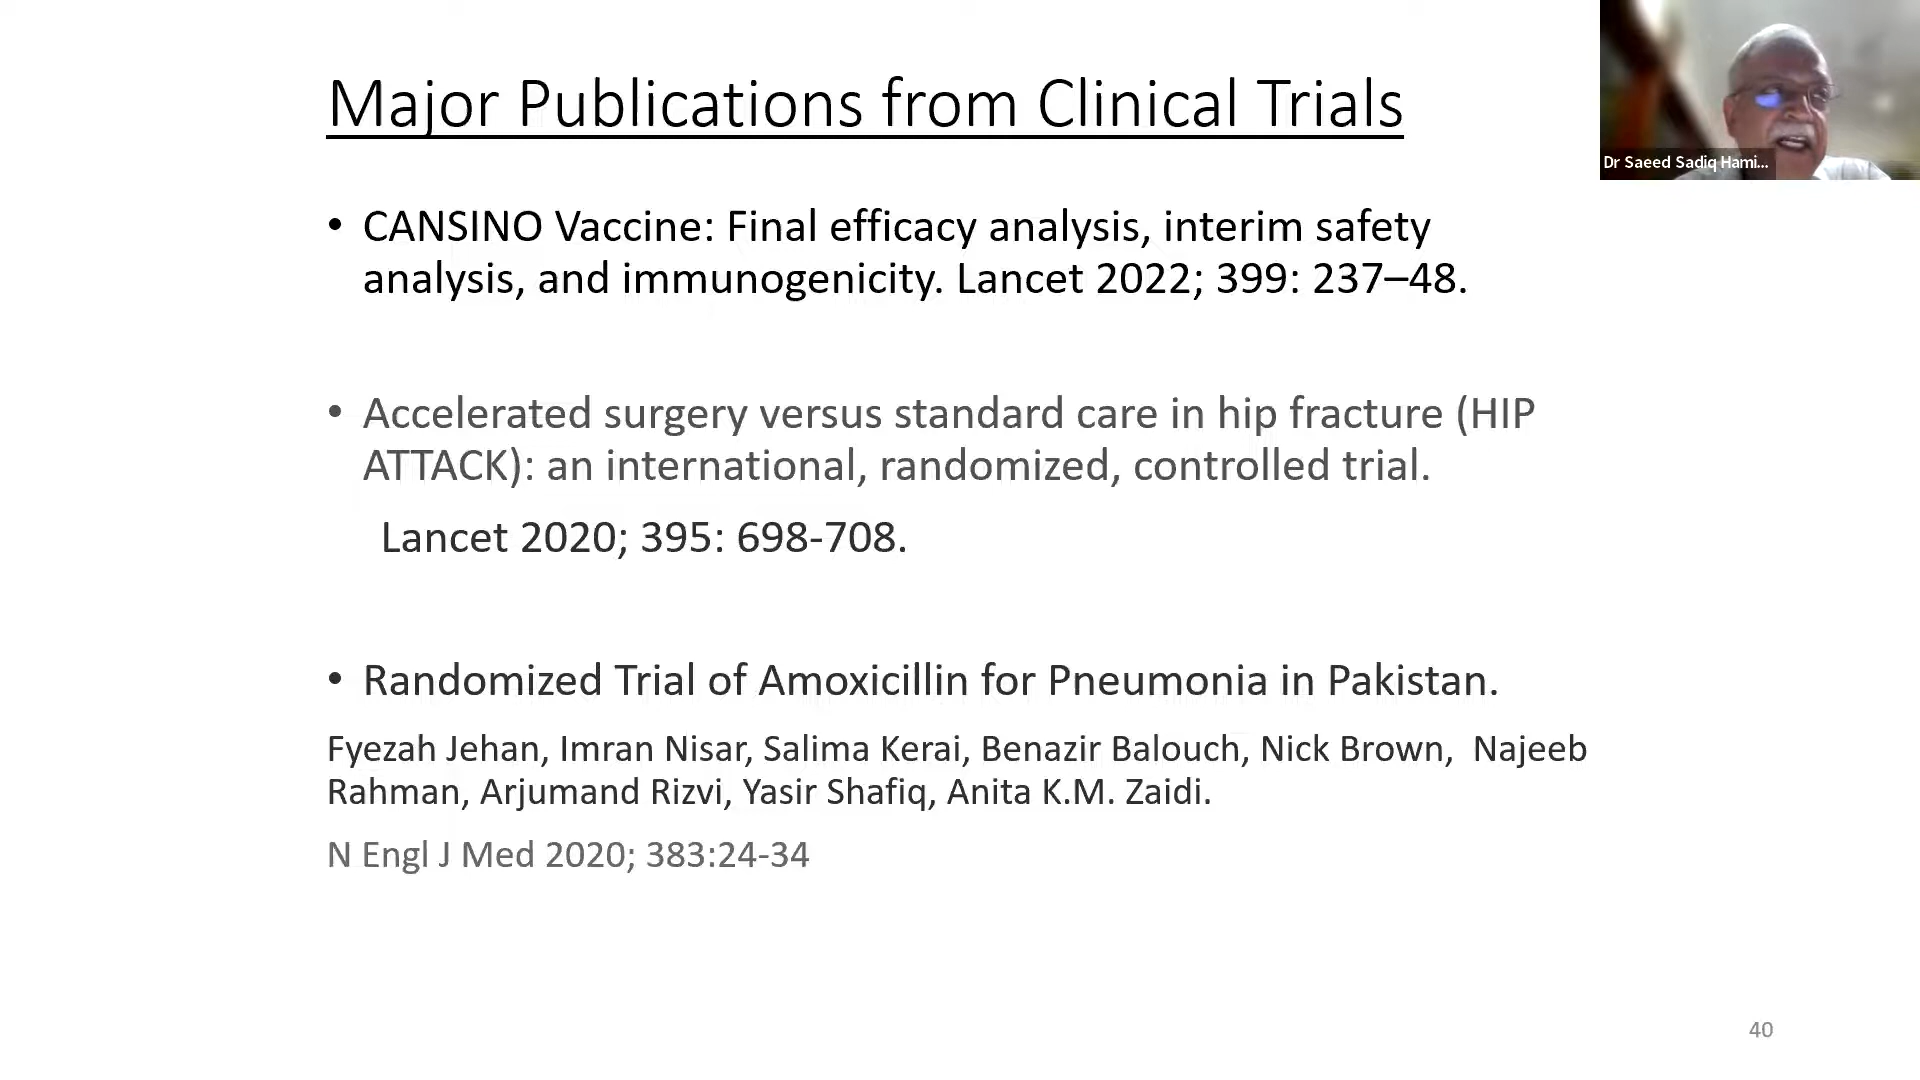 Major Publications from Clinical Trials
Dr Saeed Sadiq Hami...
• CANSINO Vaccine: Final efficacy analysis, interim safety
analysis, and immunogenicity. Lancet 2022; 399: 237–48.
• Accelerated surgery versus standard care in hip fracture (HIP
ATTACK): an international, randomized, controlled trial.
Lancet 2020; 395: 698-708.
• Randomized Trial of Amoxicillin for Pneumonia in Pakistan.
Fyezah Jehan, Imran Nisar, Salima Kerai, Benazir Balouch, Nick Brown, Najeeb
Rahman, Arjumand Rizvi, Yasir Shafiq, Anita K.M. Zaidi.
N Engl J Med 2020; 383:24-34
40